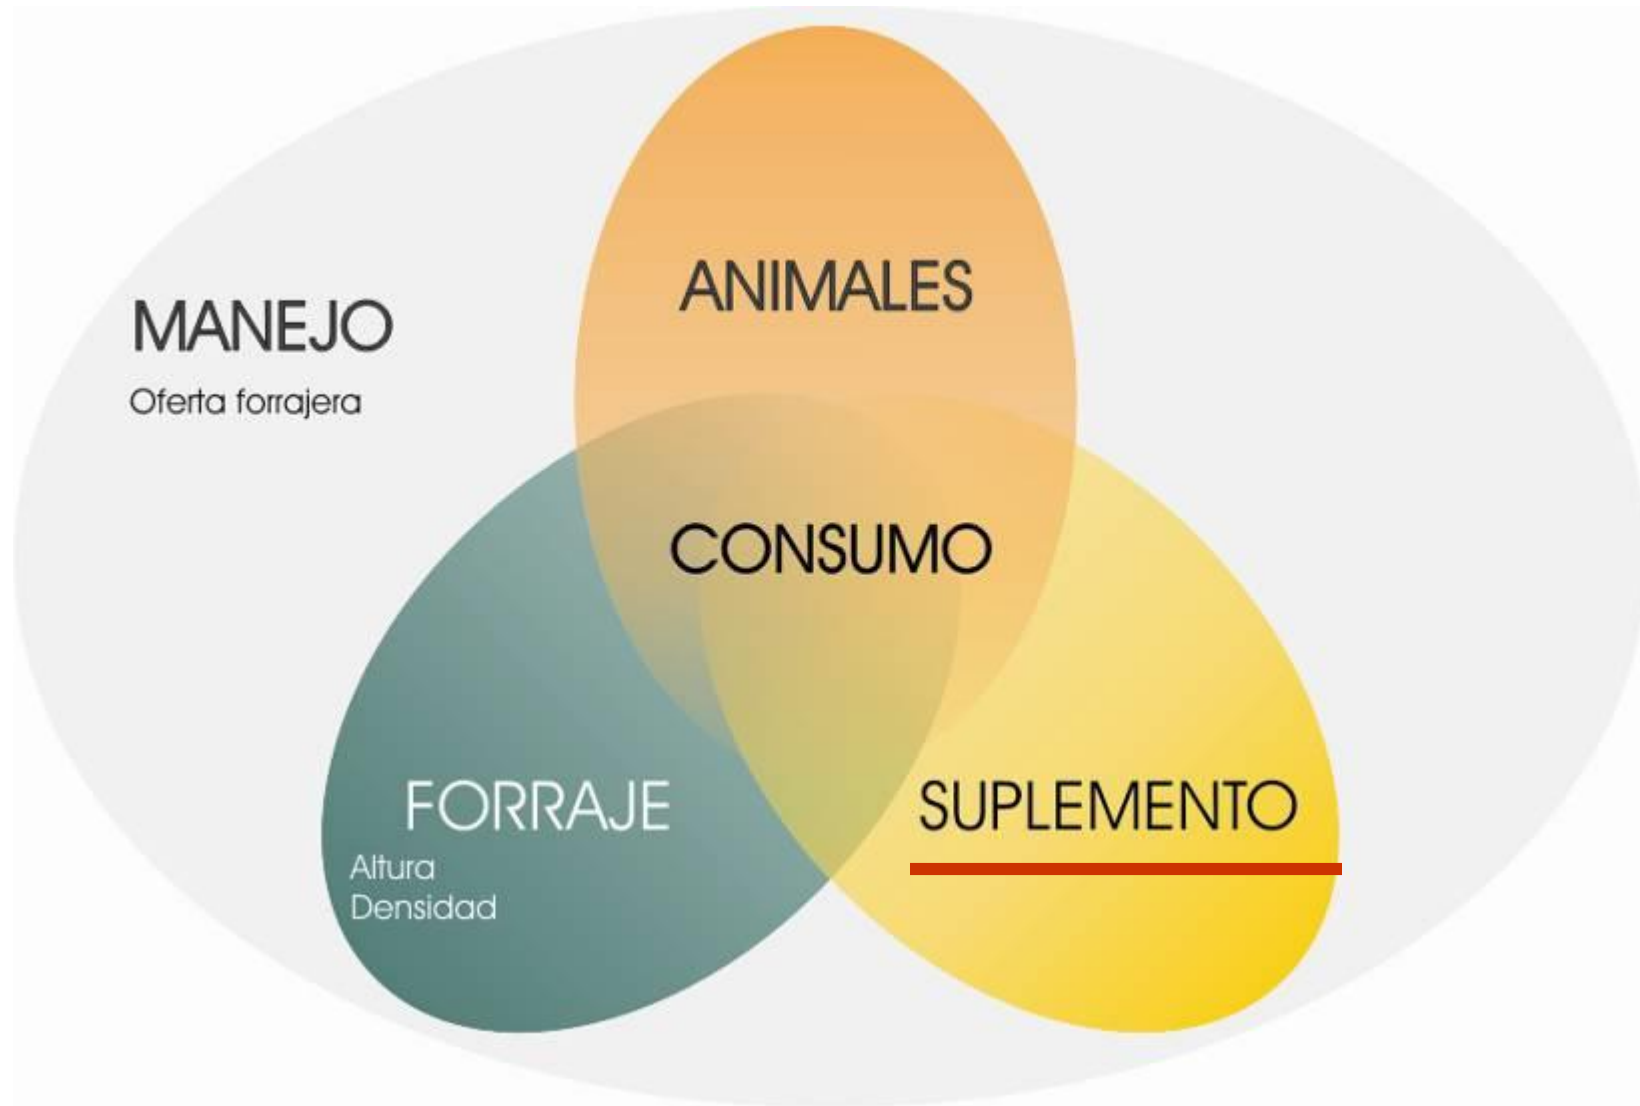 ANIMALES
MANEJO
Oferta forrajera
CONSUMO
FORRAJE
Altura
Densidad
SUPLEMENTO